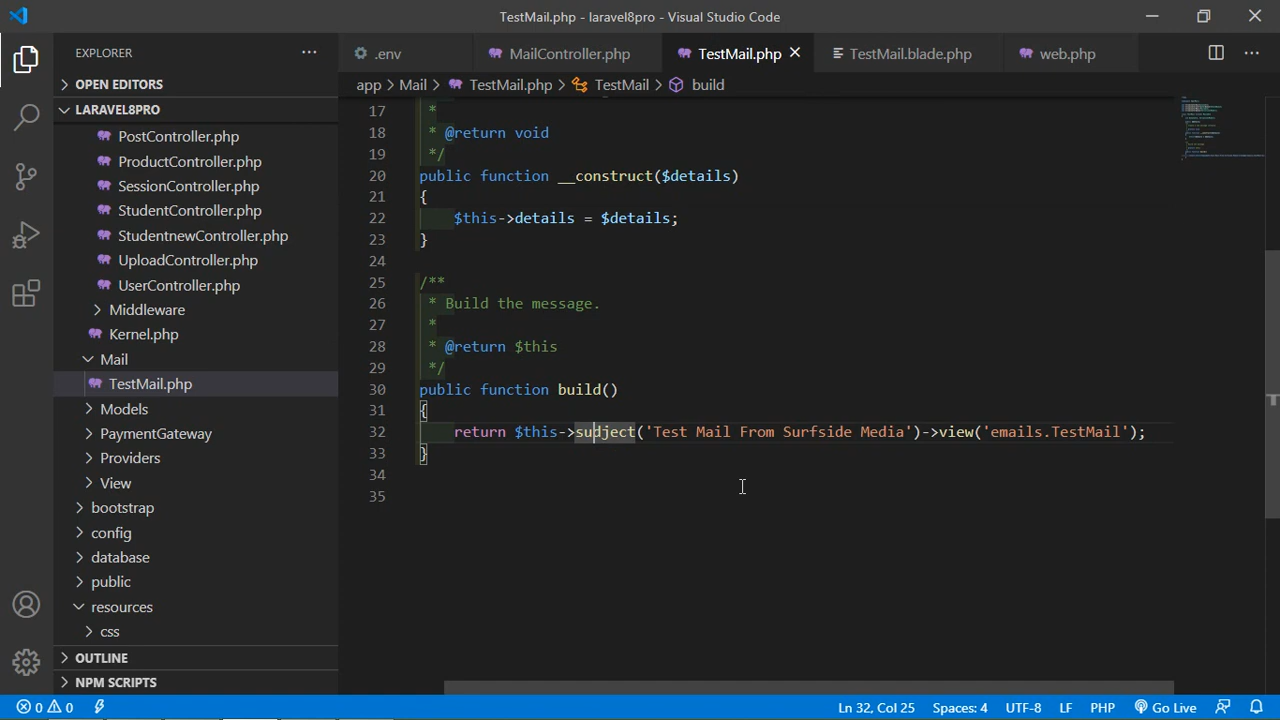 TestMail.php - laravel8pro - Visual Studio Code
EXPLORER
OPEN EDITORS
LARAVEL8PRO
PostController.php
ProductController.php
SessionController.php
StudentController.php
StudentnewController.php
UploadController.php
UserController.php
Middleware
Kernel.php
Mail
TestMail.php
Models
PaymentGateway
Providers
View
bootstrap
config
database
public
resources
css
OUTLINE
NPM SCRIPTS
.env MailController.php TestMail.php TestMail.blade.php web.php
app > Mail > TestMail.php > TestMail > build
17 *
18 * @return void
19 */
20 public function __construct($details)
21 {
22 $this->details = $details;
23 }
24
25 /**
26 * Build the message.
27 *
28 * @return $this
29 */
30 public function build()
31 {
32 return $this->subject('Test Mail From Surfside Media')->view('emails.TestMail');
33 }
34
35
0 0 Ln 32, Col 25 Spaces: 4 UTF-8 LF PHP Go Live